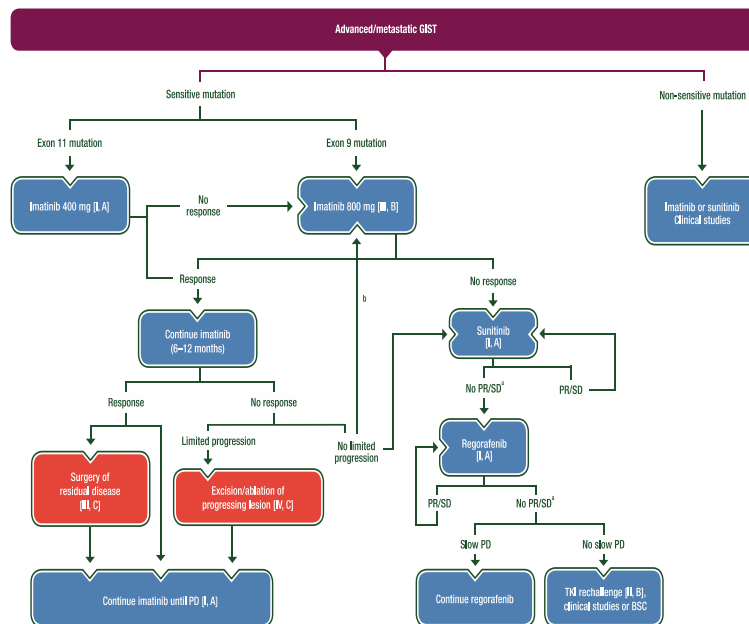 Advanced/metastatic GIST
Sensitive mutation
Non-sensitive mutation
Exon 11 mutation
Exon 9 mutation
Imatinib 400 mg [I, A]
No
response
Imatinib 800 mg [III, B]
Imatinib or sunitinib
Clinical studies
Response
No response
b
Continue imatinib
(6–12 months)
Sunitinib
[I, A]
No PR/SDa
PR/SD
Response
No response
Limited progression
No limited
progression
Regorafenib
[I, A]
Surgery of
residual disease
[III, C]
Excision/ablation of
progressing lesion [IV, C]
PR/SD
No PR/SDa
Slow PD
No slow PD
Continue imatinib until PD [I, A]
Continue regorafenib
TKI rechallenge [II, B],
clinical studies or BSC